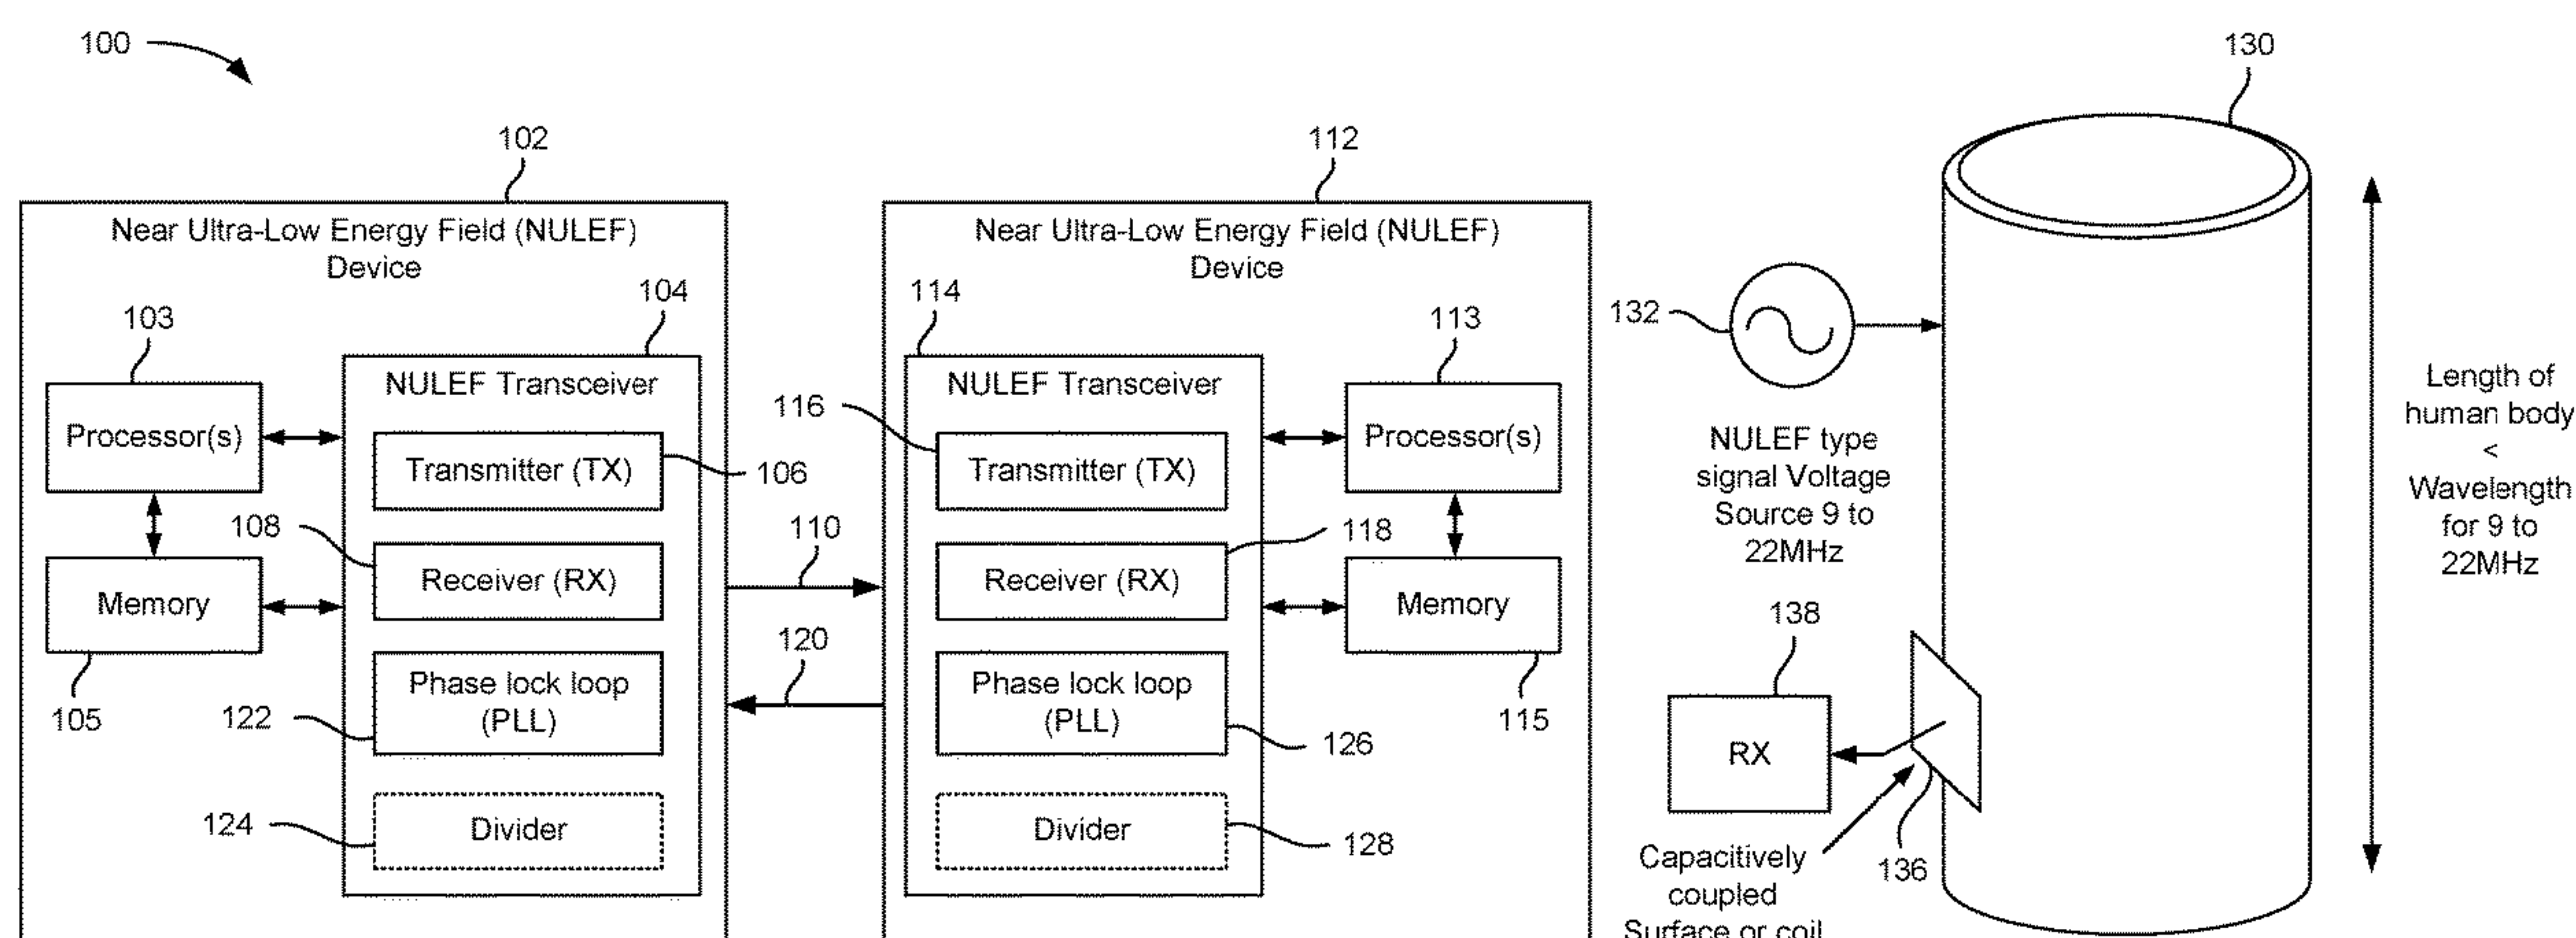 100
130
102
112
Near Ultra-Low Energy Field (NULEF)
Device
Near Ultra-Low Energy Field (NULEF)
Device
104
114
103
113
132
NULEF Transceiver
NULEF Transceiver
Processor(s)
Processor(s)
116
Transmitter (TX)
106
Transmitter (TX)
108
110
118
Receiver (RX)
Receiver (RX)
Memory
Memory
120
105
115
Phase lock loop
(PLL)
Phase lock loop
(PLL)
122
126
124
Divider
Divider
128
NULEF type
signal Voltage
Source 9 to
22MHz
Length of
human body
<
Wavelength
for 9 to
22MHz
138
RX
136
Capacitively
coupled
Surface or coil